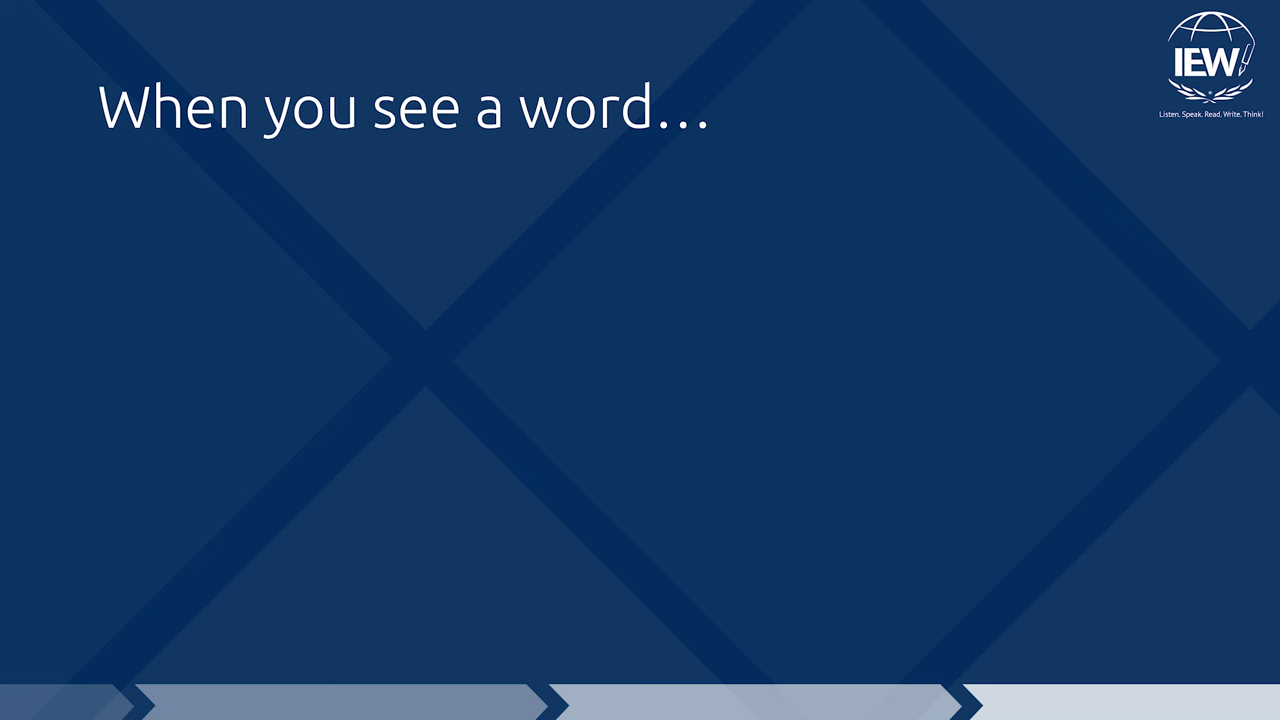 When you see a word…
IEW
Listen. Speak. Read. Write. Think!